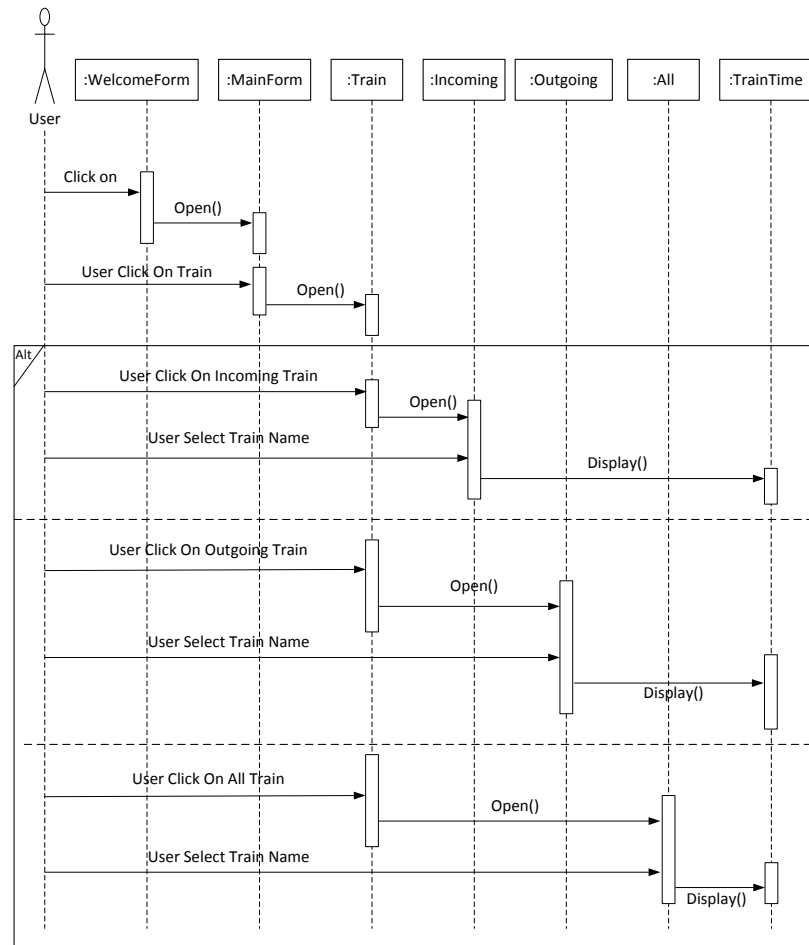 :WelcomeForm :MainForm :Train :Incoming :Outgoing :All :TrainTime
User
Click on
Open()
User Click On Train
Open()
Alt
User Click On Incoming Train
Open()
User Select Train Name
Display()
User Click On Outgoing Train
Open()
User Select Train Name
Display()
User Click On All Train
Open()
User Select Train Name
Display()